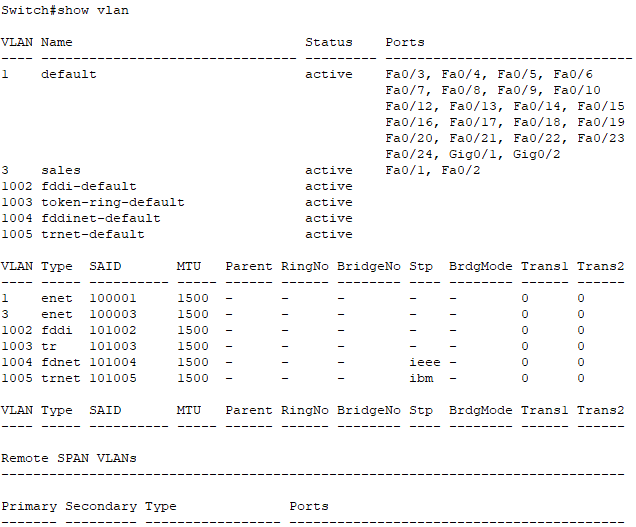 Switch#show vlan
VLAN Name                             Status    Ports
---- -------------------------------- --------- -------------------------------
1    default                          active    Fa0/3, Fa0/4, Fa0/5, Fa0/6
                                                Fa0/7, Fa0/8, Fa0/9, Fa0/10
                                                Fa0/12, Fa0/13, Fa0/14, Fa0/15
                                                Fa0/16, Fa0/17, Fa0/18, Fa0/19
                                                Fa0/20, Fa0/21, Fa0/22, Fa0/23
                                                Fa0/24, Gig0/1, Gig0/2
3    sales                            active    Fa0/1, Fa0/2
1002 fddi-default                     active
1003 token-ring-default               active
1004 fddinet-default                  active
1005 trnet-default                    active
VLAN Type  SAID       MTU   Parent RingNo BridgeNo Stp  BrdgMode Trans1 Trans2
---- ----- ---------- ----- ------ ------ -------- ---- -------- ------ ------
1    enet  100001     1500  -      -      -        -    -        0      0
3    enet  100003     1500  -      -      -        -    -        0      0
1002 fddi  101002     1500  -      -      -        -    -        0      0
1003 tr    101003     1500  -      -      -        -    -        0      0
1004 fdnet 101004     1500  -      -      -        ieee -        0      0
1005 trnet 101005     1500  -      -      -        ibm  -        0      0
VLAN Type  SAID       MTU   Parent RingNo BridgeNo Stp  BrdgMode Trans1 Trans2
---- ----- ---------- ----- ------ ------ -------- ---- -------- ------ ------
Remote SPAN VLANs
------------------------------------------------------------------------------
Primary Secondary Type              Ports
------- --------- ----------------- ------------------------------------------